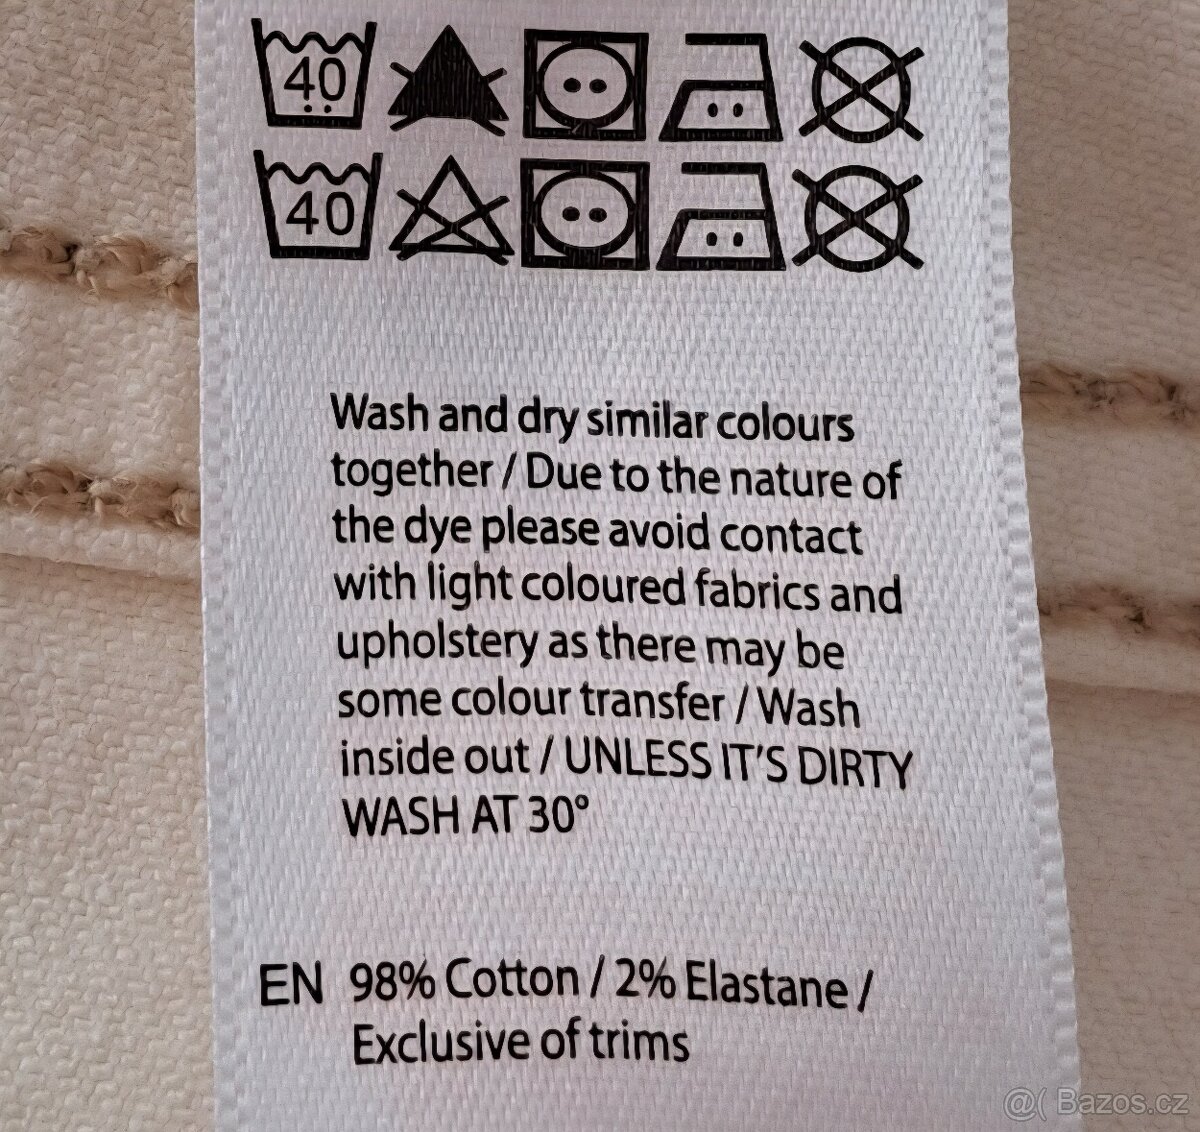 40
40
Wash and dry similar colours
together / Due to the nature of
the dye please avoid contact
with light coloured fabrics and
upholstery as there may be
some colour transfer / Wash
inside out / UNLESS IT'S DIRTY
WASH AT 30°
EN 98% Cotton / 2% Elastane /
Exclusive of trims
@( Bazos.cz